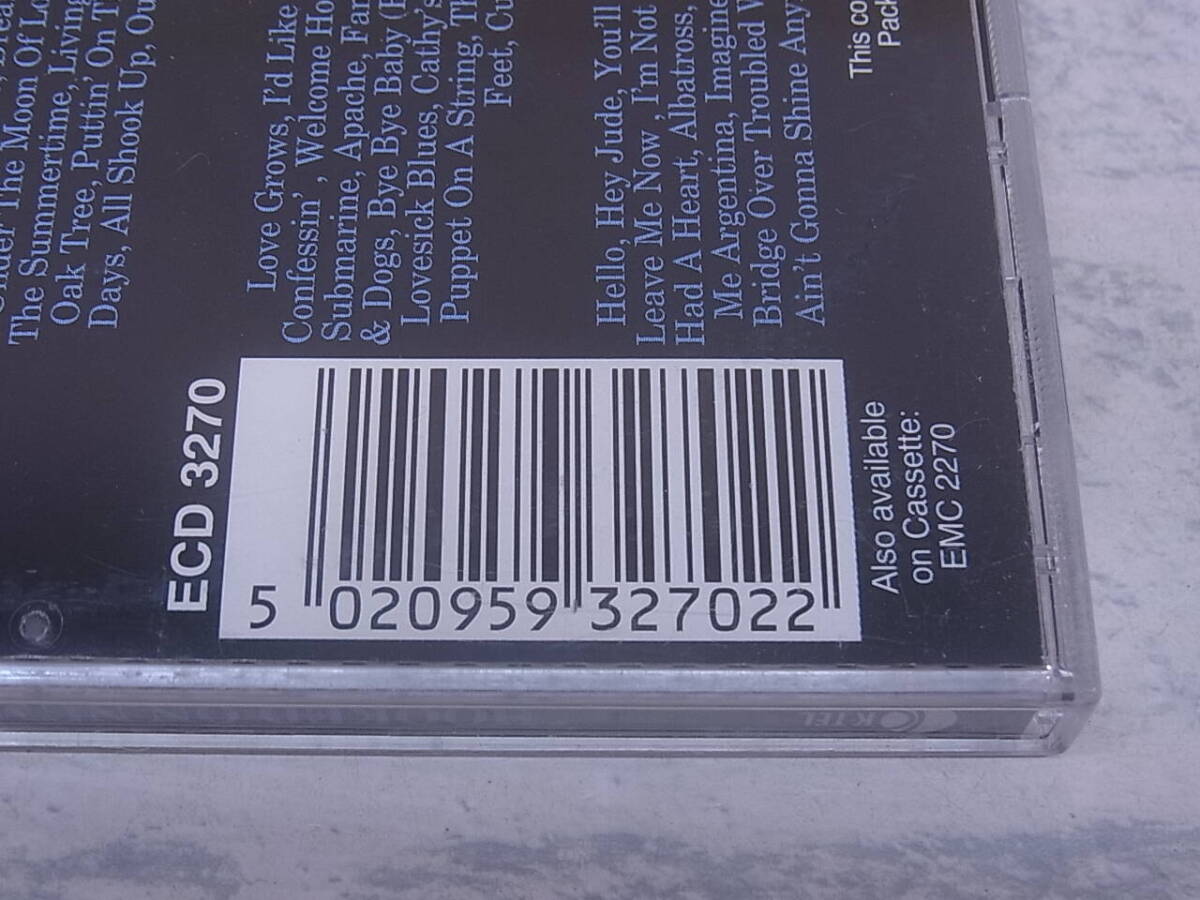 The Moon Of Lo
The Summertime, Living
Oak Tree, Puttin' On T
Days, All Shook Up, Ou
Love Grows, I'd Like
Confessin', Welcome Ho
Submarine, Apache, Fan
& Dogs, Bye Bye Baby (B
Lovesick Blues, Cathy's
Puppet On A String, Th
Feet, Cu
Hello, Hey Jude, You'll
Leave Me Now , I'm Not
Had A Heart, Albatross,
Me Argentina, Imagine
Bridge Over Troubled W
Ain't Gonna Shine Any
This co
Pack
ECD 3270
5 020959 327022
Also available
on Cassette:
EMC 2270
KTEL